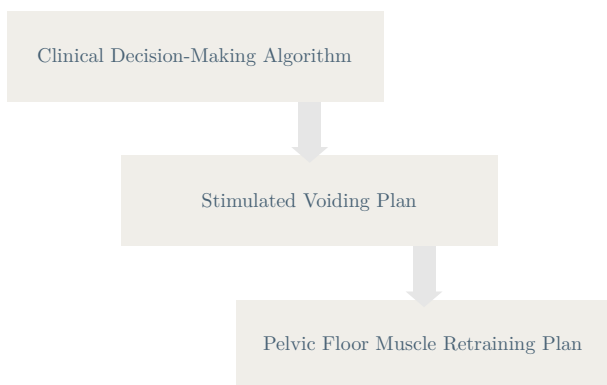 Clinical Decision-Making Algorithm
Stimulated Voiding Plan
Pelvic Floor Muscle Retraining Plan